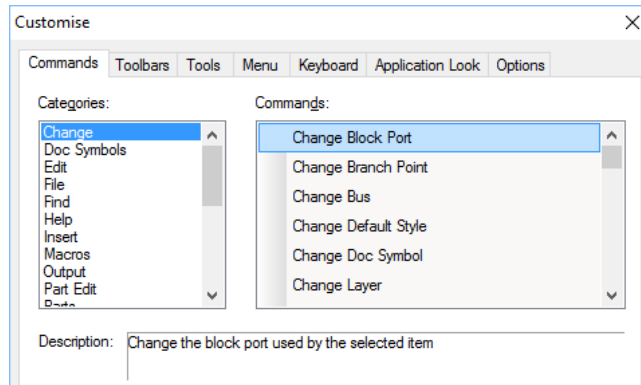 Customise
Commands Toolbars Tools Menu Keyboard Application Look Options
Categories:
Change
Doc Symbols
Edit
File
Find
Help
Insert
Macros
Output
Part Edit
Parts
Commands:
Change Block Port
Change Branch Point
Change Bus
Change Default Style
Change Doc Symbol
Change Layer
Description: Change the block port used by the selected item